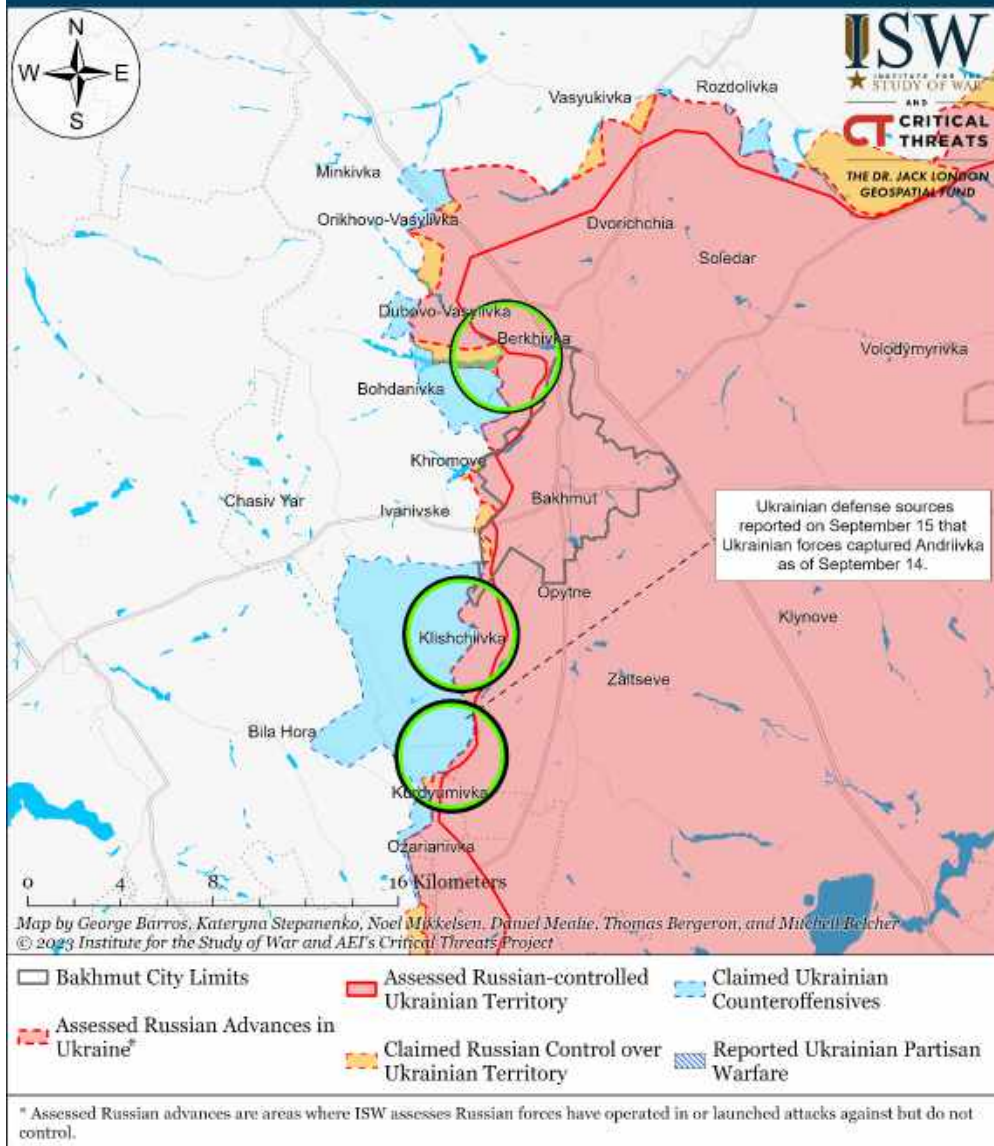 N
W E
S
ISW
INSTITUTE FOR THE
STUDY OF WAR
AND
CT CRITICAL
THREATS
THE DR. JACK LONDON
GEOSPATIAL FUND
Vasyukivka
Rozdolivka
Minkivka
Orikhovo-Vasylivka
Dvorichchia
Soledar
Dubovo-Vasylivka
Berkhivka
Volodymyrivka
Bohdanivka
Khromove
Chasiv Yar
Ivanivske
Bakhmut
Ukrainian defense sources
reported on September 15 that
Ukrainian forces captured Andriivka
as of September 14.
Opytne
Klynove
Klishchiivka
Zaitseve
Bila Hora
Kurdyumivka
Ozarianivka
0 4 8 16 Kilometers
Map by George Barros, Kateryna Stepanenko, Noel Mikkelsen, Daniel Mealie, Thomas Bergeron, and Mitchell Belcher
© 2023 Institute for the Study of War and AEI's Critical Threats Project
Bakhmut City Limits
Assessed Russian Advances in
Ukraine*
Assessed Russian-controlled
Ukrainian Territory
Claimed Russian Control over
Ukrainian Territory
Claimed Ukrainian
Counteroffensives
Reported Ukrainian Partisan
Warfare
* Assessed Russian advances are areas where ISW assesses Russian forces have operated in or launched attacks against but do not
control.